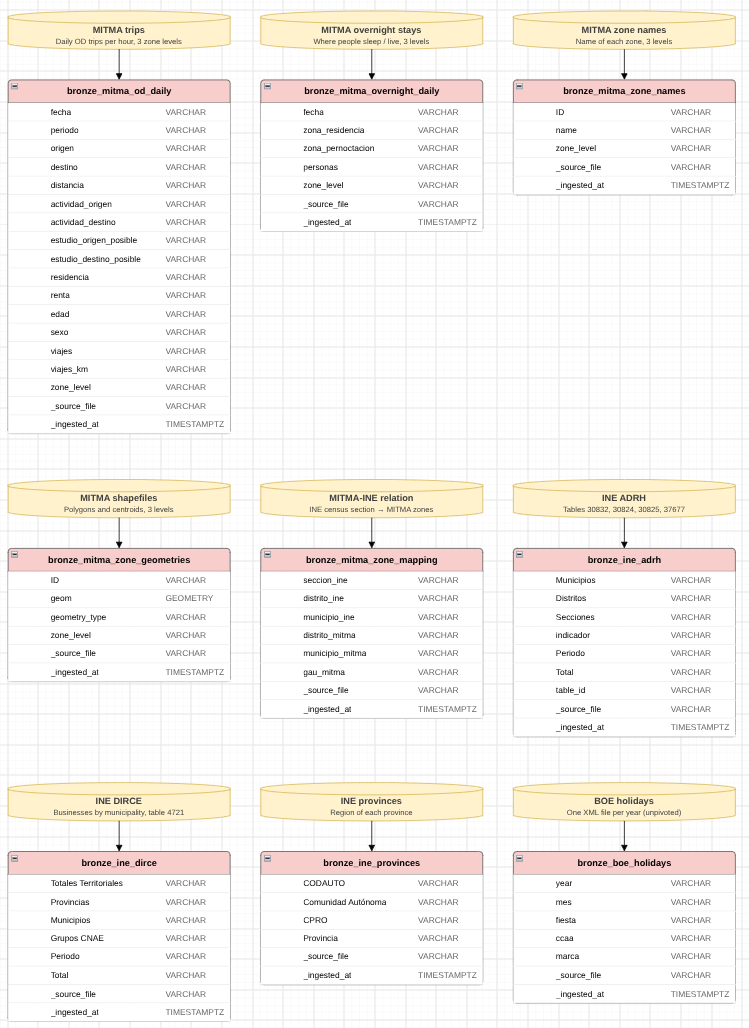 MITMA trips
Daily OD trips per hour, 3 zone levels
bronze_mitma_od_daily
fecha VARCHAR
periodo VARCHAR
origen VARCHAR
destino VARCHAR
distancia VARCHAR
actividad_origen VARCHAR
actividad_destino VARCHAR
estudio_origen_posible VARCHAR
estudio_destino_posible VARCHAR
residencia VARCHAR
renta VARCHAR
edad VARCHAR
sexo VARCHAR
viajes VARCHAR
viajes_km VARCHAR
zone_level VARCHAR
_source_file VARCHAR
_ingested_at TIMESTAMPTZ
MITMA overnight stays
Where people sleep / live, 3 levels
bronze_mitma_overnight_daily
fecha VARCHAR
zona_residencia VARCHAR
zona_pernoctacion VARCHAR
personas VARCHAR
zone_level VARCHAR
_source_file VARCHAR
_ingested_at TIMESTAMPTZ
MITMA zone names
Name of each zone, 3 levels
bronze_mitma_zone_names
ID VARCHAR
name VARCHAR
zone_level VARCHAR
_source_file VARCHAR
_ingested_at TIMESTAMPTZ
MITMA shapefiles
Polygons and centroids, 3 levels
bronze_mitma_zone_geometries
ID VARCHAR
geom GEOMETRY
geometry_type VARCHAR
zone_level VARCHAR
_source_file VARCHAR
_ingested_at TIMESTAMPTZ
MITMA-INE relation
INE census section → MITMA zones
bronze_mitma_zone_mapping
seccion_ine VARCHAR
distrito_ine VARCHAR
municipio_ine VARCHAR
distrito_mitma VARCHAR
municipio_mitma VARCHAR
gau_mitma VARCHAR
_source_file VARCHAR
_ingested_at TIMESTAMPTZ
INE ADRH
Tables 30832, 30824, 30825, 37677
bronze_ine_adrh
Municipios VARCHAR
Distritos VARCHAR
Secciones VARCHAR
indicador VARCHAR
Periodo VARCHAR
Total VARCHAR
table_id VARCHAR
_source_file VARCHAR
_ingested_at TIMESTAMPTZ
INE DIRCE
Businesses by municipality, table 4721
bronze_ine_dirce
Totales Territoriales VARCHAR
Provincias VARCHAR
Municipios VARCHAR
Grupos CNAE VARCHAR
Periodo VARCHAR
Total VARCHAR
_source_file VARCHAR
_ingested_at TIMESTAMPTZ
INE provinces
Region of each province
bronze_ine_provinces
CODAUTO VARCHAR
Comunidad Autónoma VARCHAR
CPRO VARCHAR
Provincia VARCHAR
_source_file VARCHAR
_ingested_at TIMESTAMPTZ
BOE holidays
One XML file per year (unpivoted)
bronze_boe_holidays
year VARCHAR
mes VARCHAR
fiesta VARCHAR
ccaa VARCHAR
marca VARCHAR
_source_file VARCHAR
_ingested_at TIMESTAMPTZ